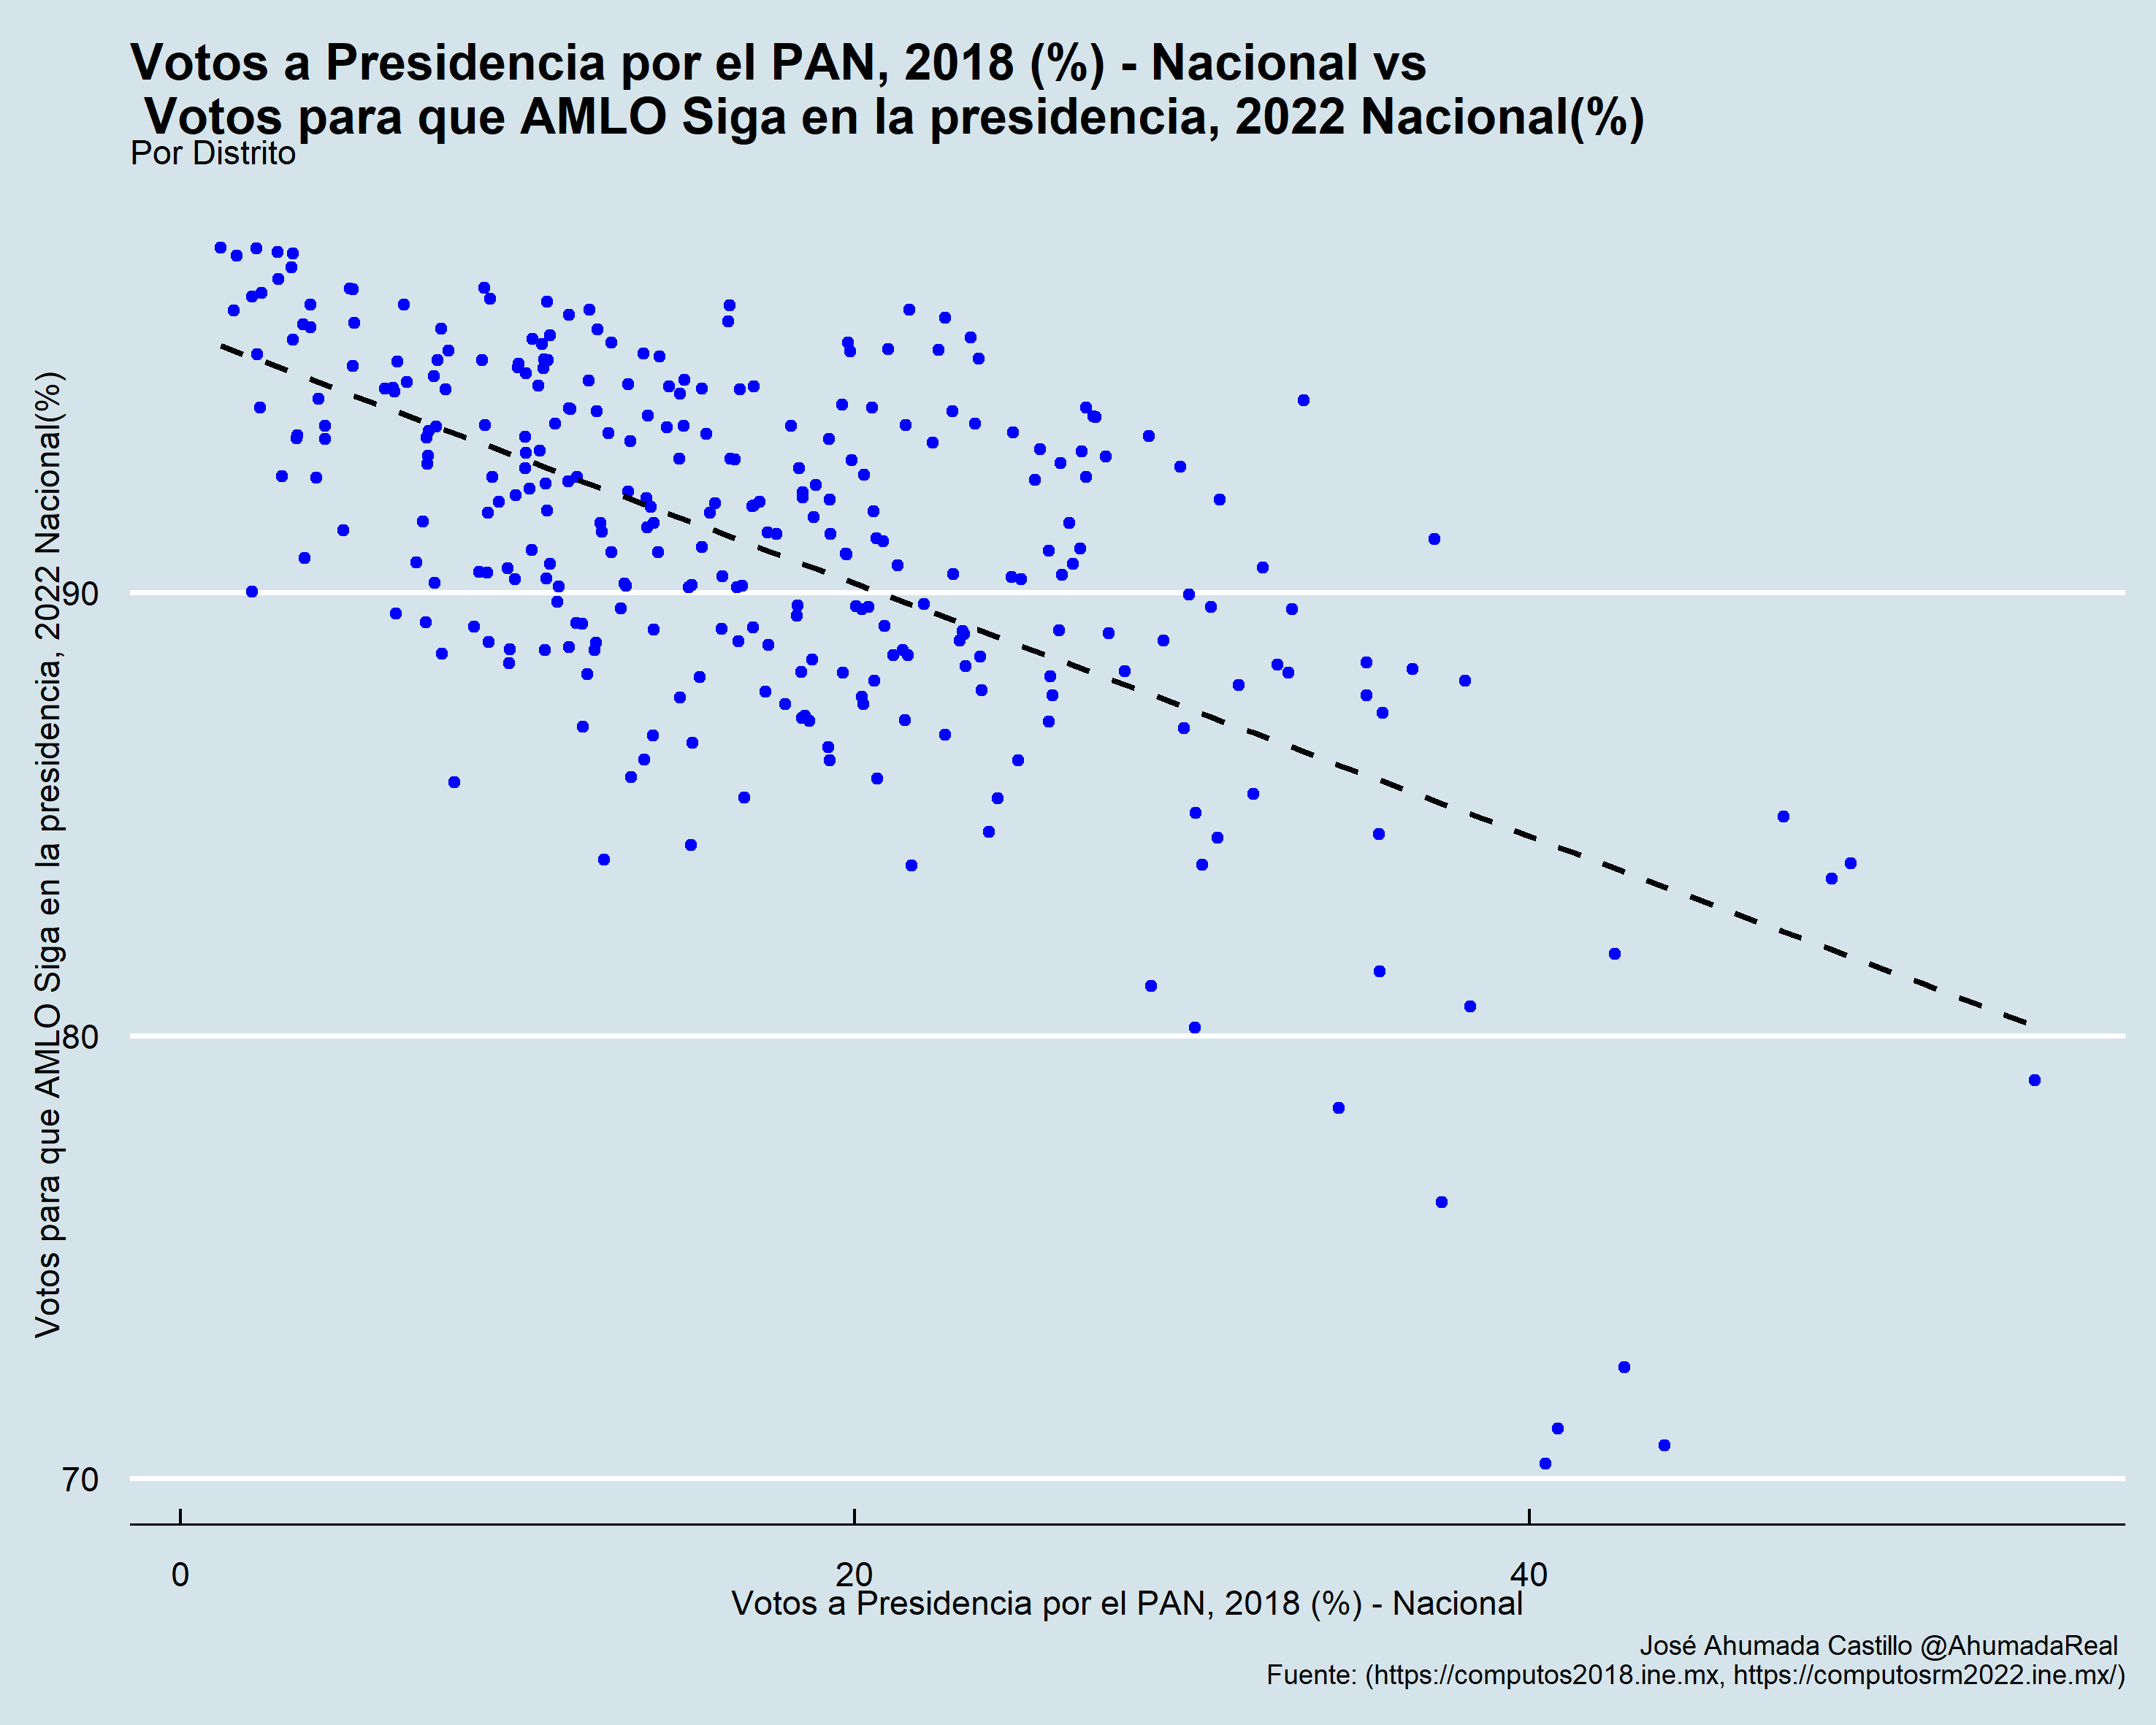 Votos a Presidencia por el PAN, 2018 (%) - Nacional vs
Votos para que AMLO Siga en la presidencia, 2022 Nacional(%)
Por Distrito
Votos para que AMLO Siga en la presidencia, 2022 Nacional(%)
90
80
70
0
20
40
Votos a Presidencia por el PAN, 2018 (%) - Nacional
José Ahumada Castillo @AhumadaReal
Fuente: (https://computos2018.ine.mx, https://computosrm2022.ine.mx/)